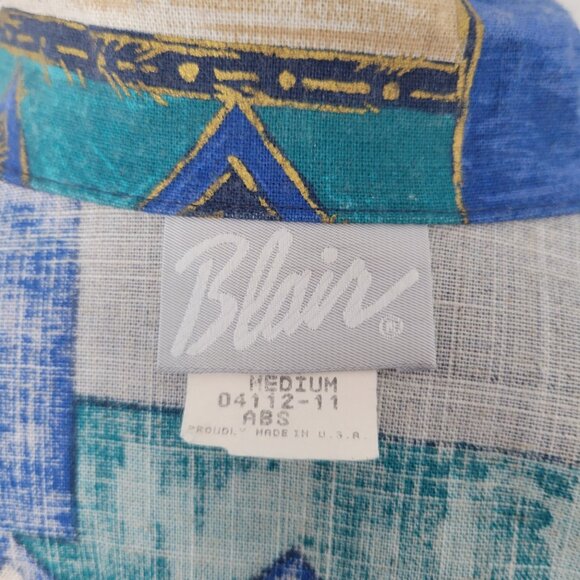 Blair ®
MEDIUM
04112-11
ABS
PROUDLY MADE IN U.S.A.